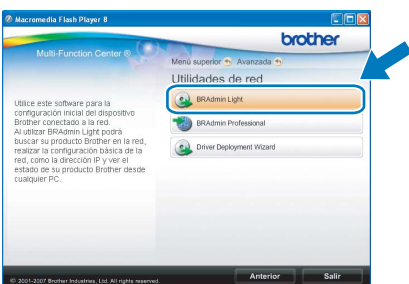 Macromedia Flash Player 8
brother
Multi-Function Center ®
Menú superior Avanzada
Utilidades de red
BRAdmin Light
BRAdmin Professional
Driver Deployment Wizard
Utilice este software para la
configuración inicial del dispositivo
Brother conectado a la red.
Al utilizar BRAdmin Light podrá
buscar su producto Brother en la red,
realizar la configuración básica de la
red, como la dirección IP y ver el
estado de su producto Brother desde
cualquier PC.
© 2001-2007 Brother Industries, Ltd. All rights reserved.
Anterior Salir